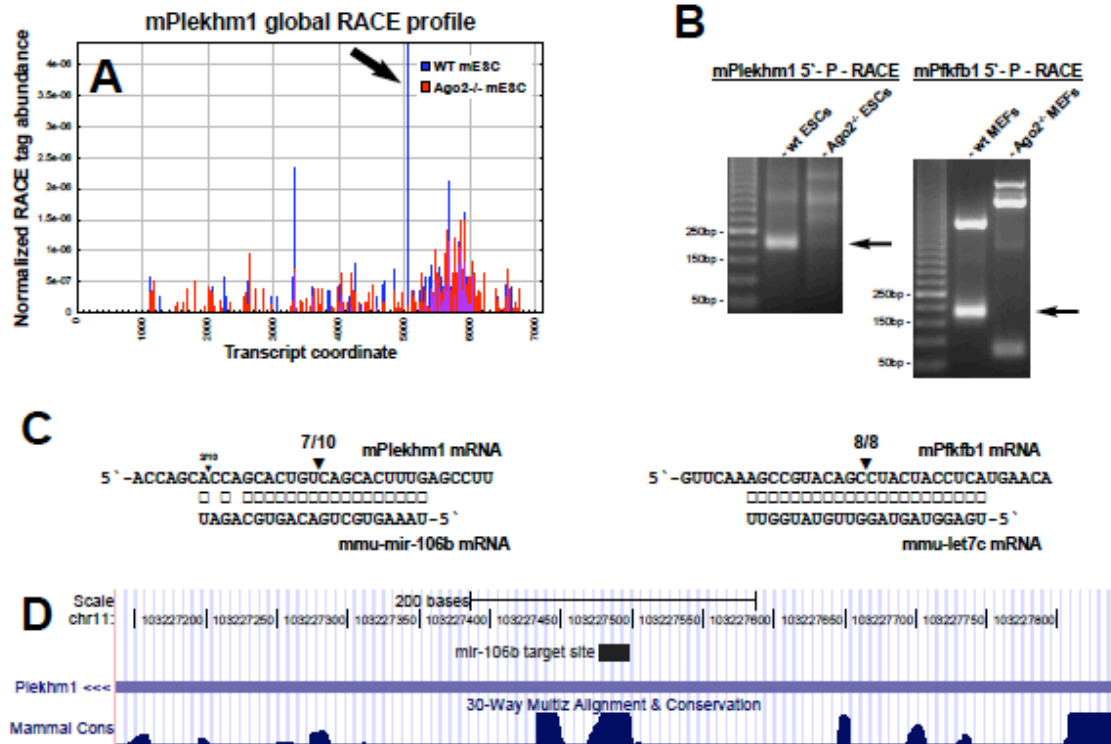 mPlekhm1 global RACE profile
A
WT mESC
Ago2-/- mESC
Normalized RACE tag abundance
4e-06
3.5e-06
3e-06
2.5e-06
2e-06
1.5e-06
1e-06
5e-07
0
0 1000 2000 3000 4000 5000 6000 7000
Transcript coordinate
B
mPlekhm1 5`- P - RACE
- wt ESCs
- Ago2-/- ESCs
250bp -
150bp -
50bp -
mPfkfb1 5`- P - RACE
- wt MEFs
- Ago2-/- MEFs
250bp -
150bp -
50bp -
C
7/10
mPlekhm1 mRNA
5`-ACCAGCACCAGCACTGTCAGCACTTTGAGCCUU
UAGACGUGACAGUCGUGAAAU-5`
mmu-mir-106b mRNA
8/8
mPfkfb1 mRNA
5`-GUUCAAAGCCGUACAGCCUACUACCUCAUGAACA
UUGGUAUGUUGGAUGAUGGAGU-5`
mmu-let7c mRNA
D
Scale
200 bases
chr11:
103227200 | 103227250 | 103227300 | 103227350 | 103227400 | 103227450 | 103227500 | 103227550 | 103227600 | 103227650 | 103227700 | 103227750 | 103227800 |
mir-106b target site
Plekhm1 <<<
30-Way Multiz Alignment & Conservation
Mammal Cons